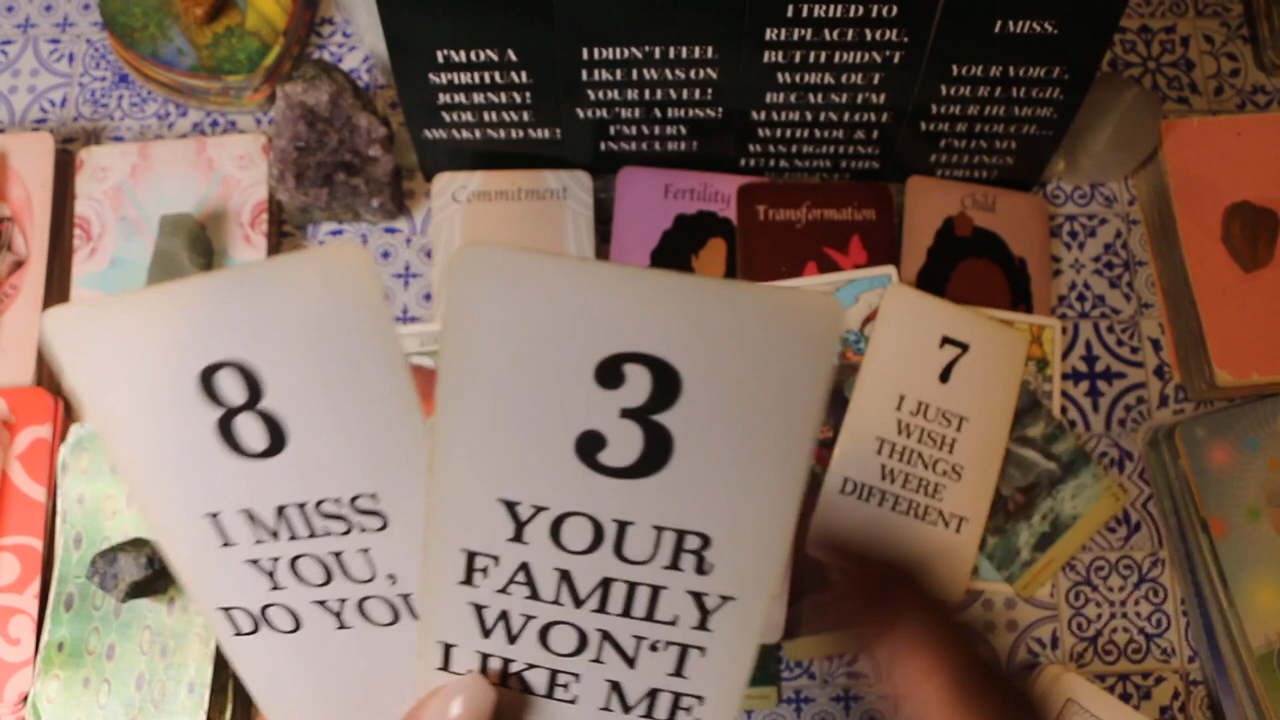 I'M ON A
SPIRITUAL
JOURNEY!
YOU HAVE
AWAKENED ME!
I DIDN'T FEEL
LIKE I WAS ON
YOUR LEVEL!
YOU'RE A BOSS!
I'M VERY
INSECURE!
I TRIED TO
REPLACE YOU,
BUT IT DIDN'T
WORK OUT
BECAUSE I'M
MADLY IN LOVE
WITH YOU & I
WAS FIGHTING
IT! I KNOW THIS
I MISS.
YOUR VOICE,
YOUR LAUGH,
YOUR HUMOR,
YOUR TOUCH...
I'M IN MY
FEELINGS
TODAY!
Commitment
Fertility
Transformation
Child
8
I MISS
YOU,
DO YOU
3
YOUR
FAMILY
WON'T
LIKE ME
7
I JUST
WISH
THINGS
WERE
DIFFERENT